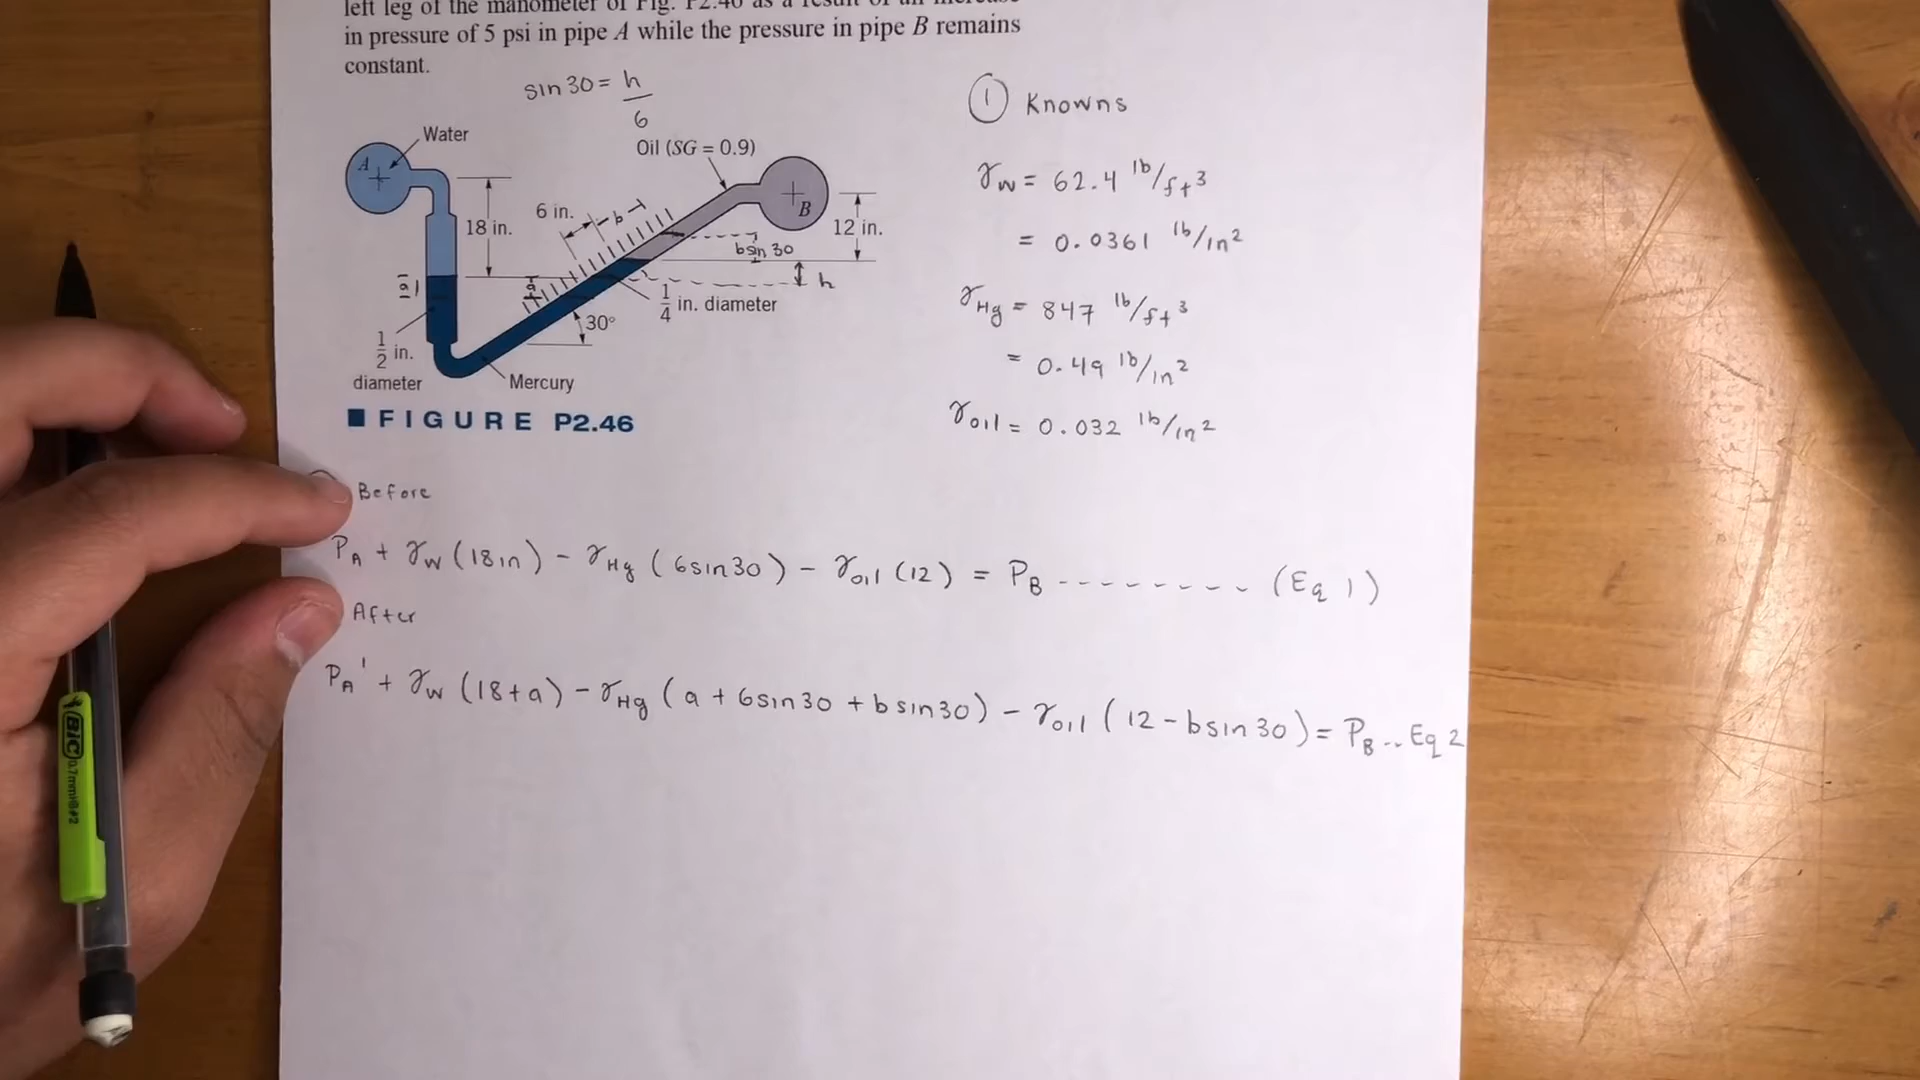 left leg of the manometer of Fig. P2.46 as a result of an increase
in pressure of 5 psi in pipe A while the pressure in pipe B remains
constant.
sin 30 = h/6
Water
A
Oil (SG = 0.9)
B
18 in.
6 in.
b
12 in.
b sin 30
h
a
a
1/4 in. diameter
30°
1/2 in.
diameter
Mercury
■ FIGURE P2.46
① Knowns
γw = 62.4 lb/ft³
= 0.0361 lb/in²
γHg = 847 lb/ft³
= 0.49 lb/in²
γoil = 0.032 lb/in²
Before
PA + γw (18in) - γHg (6sin30) - γoil (12) = PB -------- (Eq 1)
After
PA' + γw (18+a) - γHg (a + 6sin30 + b sin30) - γoil (12 - bsin 30) = PB -- Eq 2
BIC
0.7mm #2